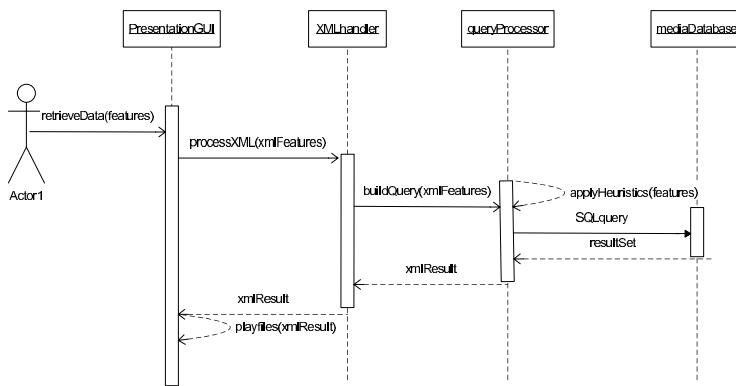 PresentationGUI
XMLhandler
queryProcessor
mediaDatabase
retrieveData(features)
Actor1
processXML(xmlFeatures)
buildQuery(xmlFeatures)
applyHeuristics(features)
SQLquery
resultSet
xmlResult
xmlResult
playfiles(xmlResult)